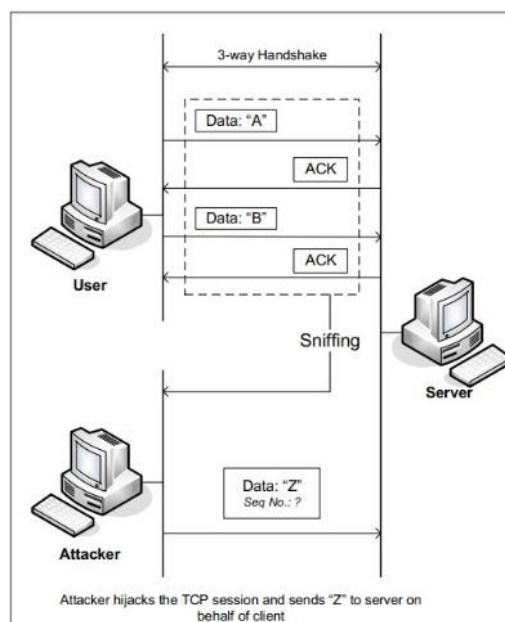 3-way Handshake
Data: "A"
ACK
Data: "B"
ACK
User
Sniffing
Server
Data: "Z"
Seq No.: ?
Attacker
Attacker hijacks the TCP session and sends "Z" to server on
behalf of client